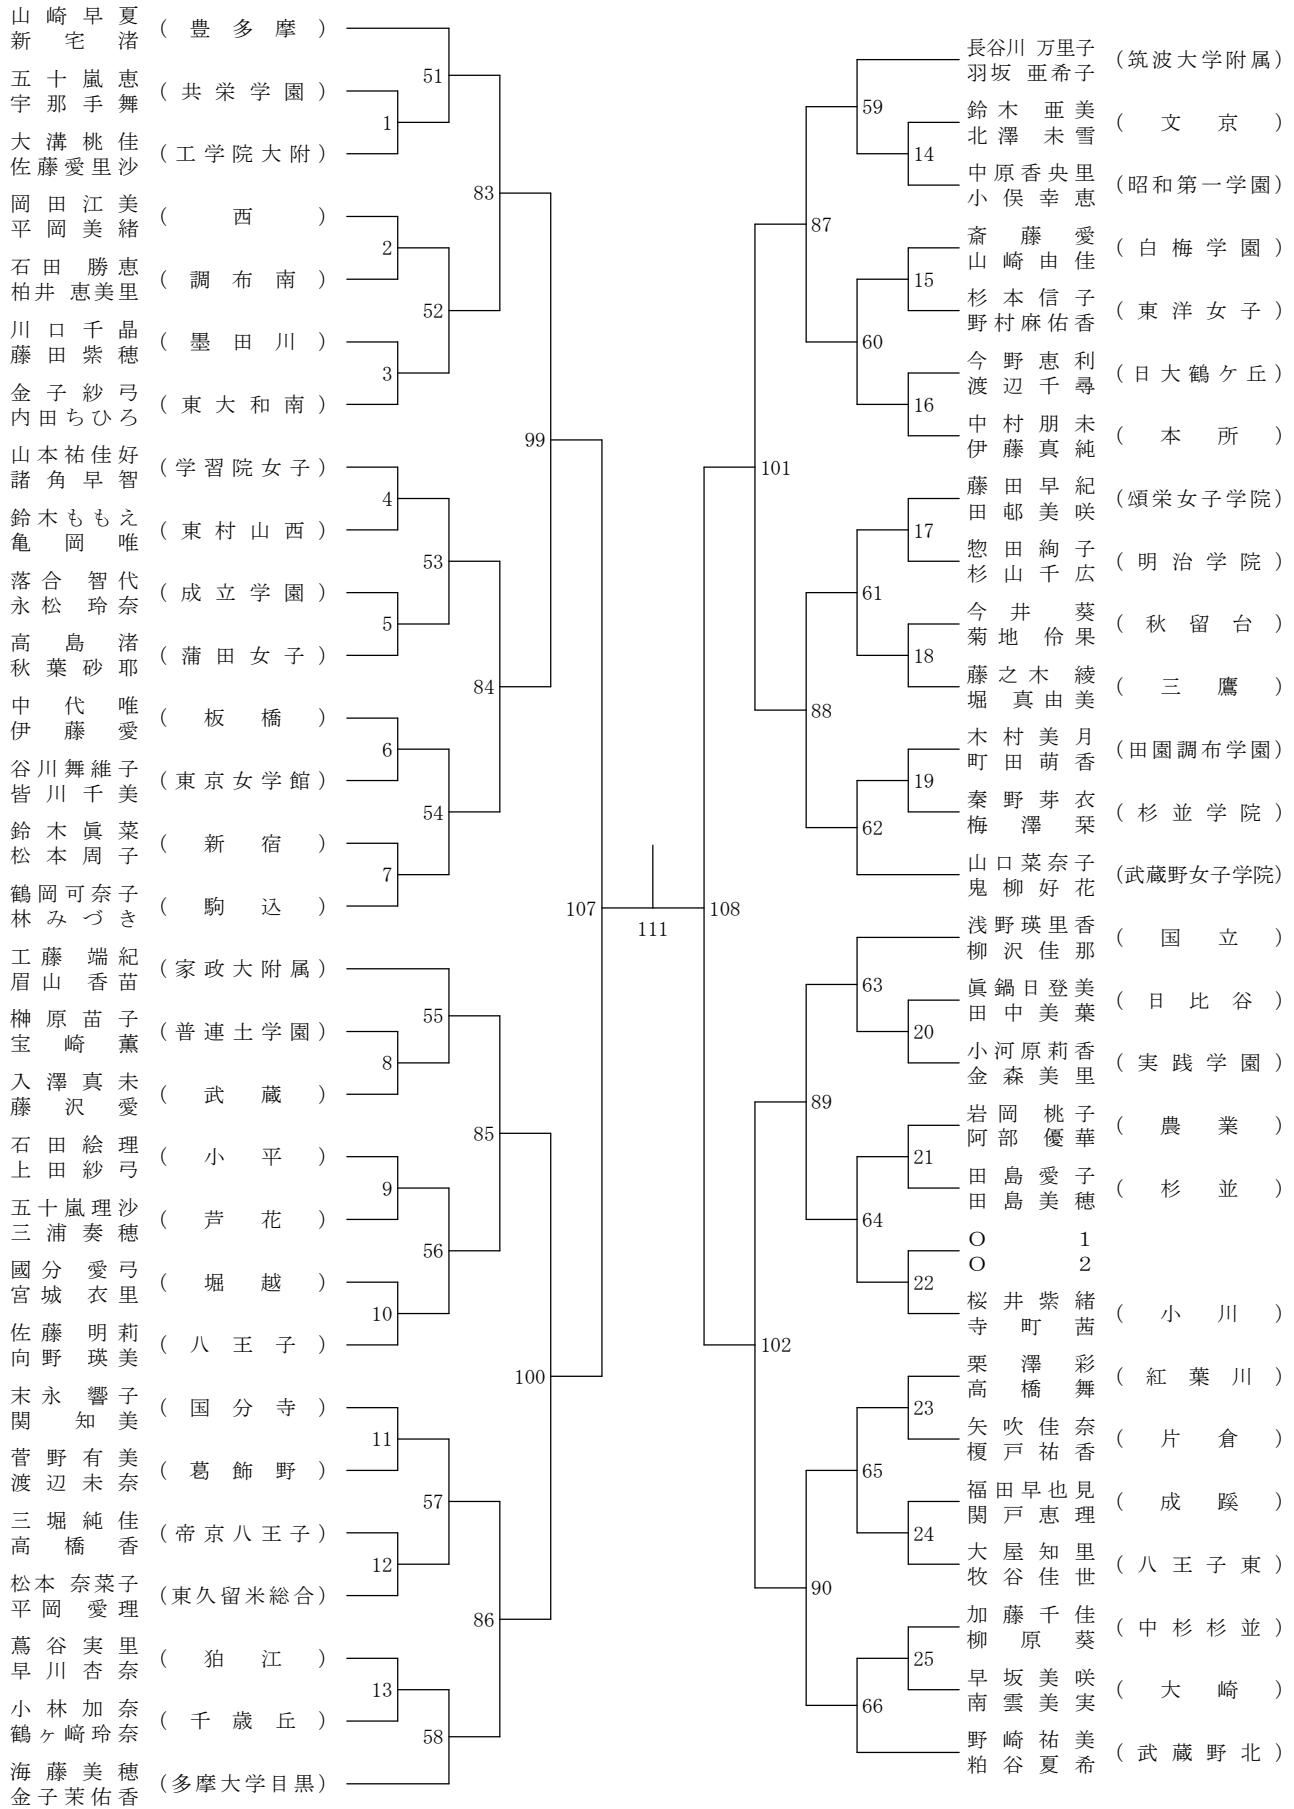 山崎早夏
新宅渚
(豊多摩)
五十嵐恵
宇那手舞
(共栄学園)
大溝桃佳
佐藤愛里沙
(工学院大附)
岡田江美
平岡美緒
(西)
石田勝恵
柏井恵美里
(調布南)
川口千晶
藤田紫穂
(墨田川)
金子紗弓
内田ちひろ
(東大和南)
山本祐佳好
諸角早智
(学習院女子)
鈴木ももえ
亀岡唯
(東村山西)
落合智代
永松玲奈
(成立学園)
高島渚
秋葉砂耶
(蒲田女子)
中代唯
伊藤愛
(板橋)
谷川舞維子
皆川千美
(東京女学館)
鈴木眞菜
松本周子
(新宿)
鶴岡可奈子
林みづき
(駒込)
工藤端紀
眉山香苗
(家政大附属)
榊原苗子
宝崎薫
(普連土学園)
入澤真未
藤沢愛
(武蔵)
石田絵理
上田紗弓
(小平)
五十嵐理沙
三浦奏穂
(芦花)
國分愛弓
宮城衣里
(堀越)
佐藤明莉
向野瑛美
(八王子)
末永響子
関知美
(国分寺)
菅野有美
渡辺未奈
(葛飾野)
三堀純佳
高橋香
(帝京八王子)
松本奈菜子
平岡愛理
(東久留米総合)
蔦谷実里
早川杏奈
(狛江)
小林加奈
鶴ヶ﨑玲奈
(千歳丘)
海藤美穂
金子茉佑香
(多摩大学目黒)
51
1
83
2
52
3
99
4
53
5
84
6
54
7
107
55
8
85
9
56
10
100
11
57
12
86
13
58
111
108
59
14
87
15
60
16
101
17
61
18
88
19
62
63
20
89
21
64
22
102
23
65
24
90
25
66
長谷川万里子
羽坂亜希子
(筑波大学附属)
鈴木亜美
北澤未雪
(文京)
中原香央里
小俣幸恵
(昭和第一学園)
斎藤愛
山崎由佳
(白梅学園)
杉本信子
野村麻佑香
(東洋女子)
今野恵利
渡辺千尋
(日大鶴ケ丘)
中村朋未
伊藤真純
(本所)
藤田早紀
田邨美咲
(頌栄女子学院)
惣田絢子
杉山千広
(明治学院)
今井葵
菊地伶果
(秋留台)
藤之木綾
堀真由美
(三鷹)
木村美月
町田萌香
(田園調布学園)
秦野芽衣
梅澤栞
(杉並学院)
山口菜奈子
鬼柳好花
(武蔵野女子学院)
浅野瑛里香
柳沢佳那
(国立)
眞鍋日登美
田中美葉
(日比谷)
小河原莉香
金森美里
(実践学園)
岩岡桃子
阿部優華
(農業)
田島愛子
田島美穂
(杉並)
O 1
O 2
桜井紫緒
寺町茜
(小川)
栗澤彩
高橋舞
(紅葉川)
矢吹佳奈
榎戸祐香
(片倉)
福田早也見
関戸恵理
(成蹊)
大屋知里
牧谷佳世
(八王子東)
加藤千佳
柳原葵
(中杉杉並)
早坂美咲
南雲美実
(大崎)
野崎祐美
粕谷夏希
(武蔵野北)